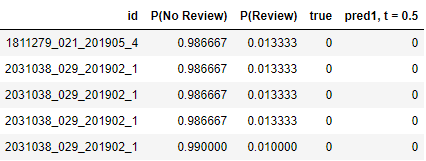 id P(No Review) P(Review) true pred1, t = 0.5
1811279_021_201905_4 0.986667 0.013333 0 0
2031038_029_201902_1 0.986667 0.013333 0 0
2031038_029_201902_1 0.986667 0.013333 0 0
2031038_029_201902_1 0.986667 0.013333 0 0
2031038_029_201902_1 0.990000 0.010000 0 0